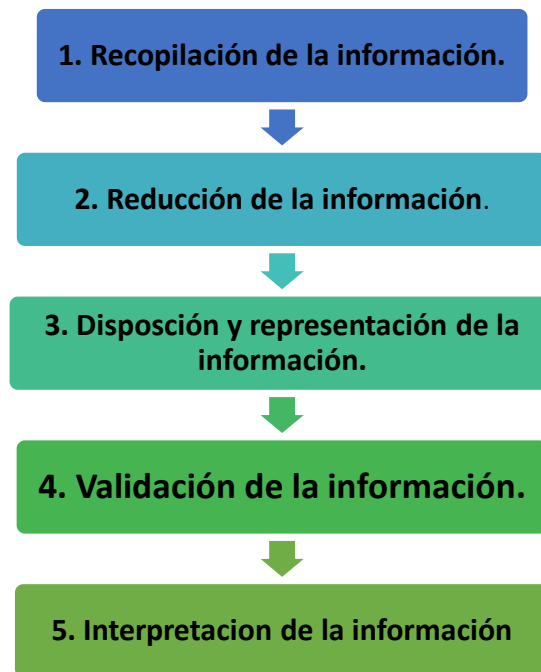 1. Recopilación de la información.
2. Reducción de la información.
3. Disposción y representación de la
información.
4. Validación de la información.
5. Interpretacion de la información